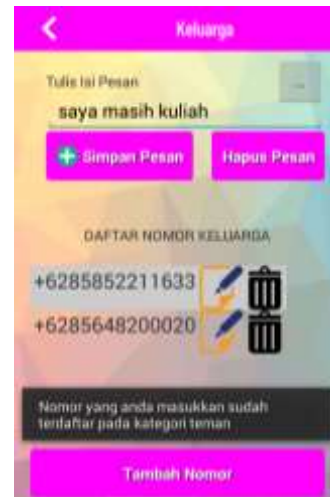 Keluarga
Tulis Isi Pesan
...
saya masih kuliah
Simpan Pesan
Hapus Pesan
DAFTAR NOMOR KELUARGA
+6285852211633
+6285648200020
Nomor yang anda masukkan sudah
terdaftar pada kategori teman
Tambah Nomor